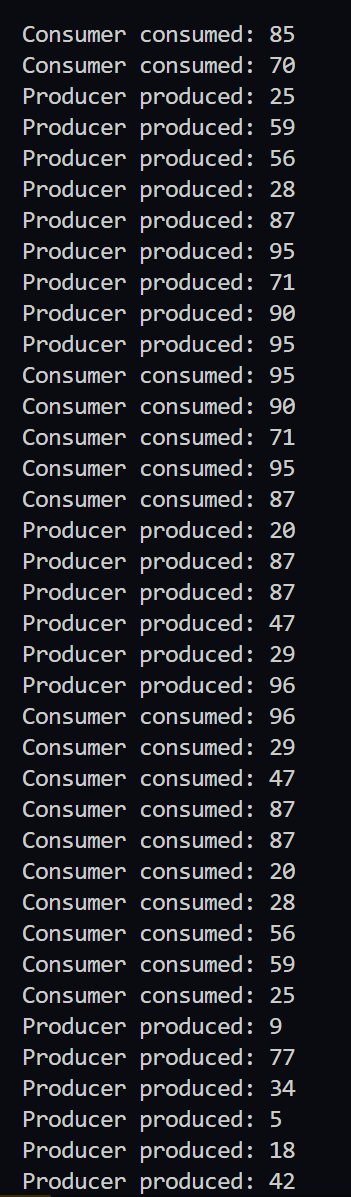 Consumer consumed: 85
Consumer consumed: 70
Producer produced: 25
Producer produced: 59
Producer produced: 56
Producer produced: 28
Producer produced: 87
Producer produced: 95
Producer produced: 71
Producer produced: 90
Producer produced: 95
Consumer consumed: 95
Consumer consumed: 90
Consumer consumed: 71
Consumer consumed: 95
Consumer consumed: 87
Producer produced: 20
Producer produced: 87
Producer produced: 87
Producer produced: 47
Producer produced: 29
Producer produced: 96
Consumer consumed: 96
Consumer consumed: 29
Consumer consumed: 47
Consumer consumed: 87
Consumer consumed: 87
Consumer consumed: 20
Consumer consumed: 28
Consumer consumed: 56
Consumer consumed: 59
Consumer consumed: 25
Producer produced: 9
Producer produced: 77
Producer produced: 34
Producer produced: 5
Producer produced: 18
Producer produced: 42